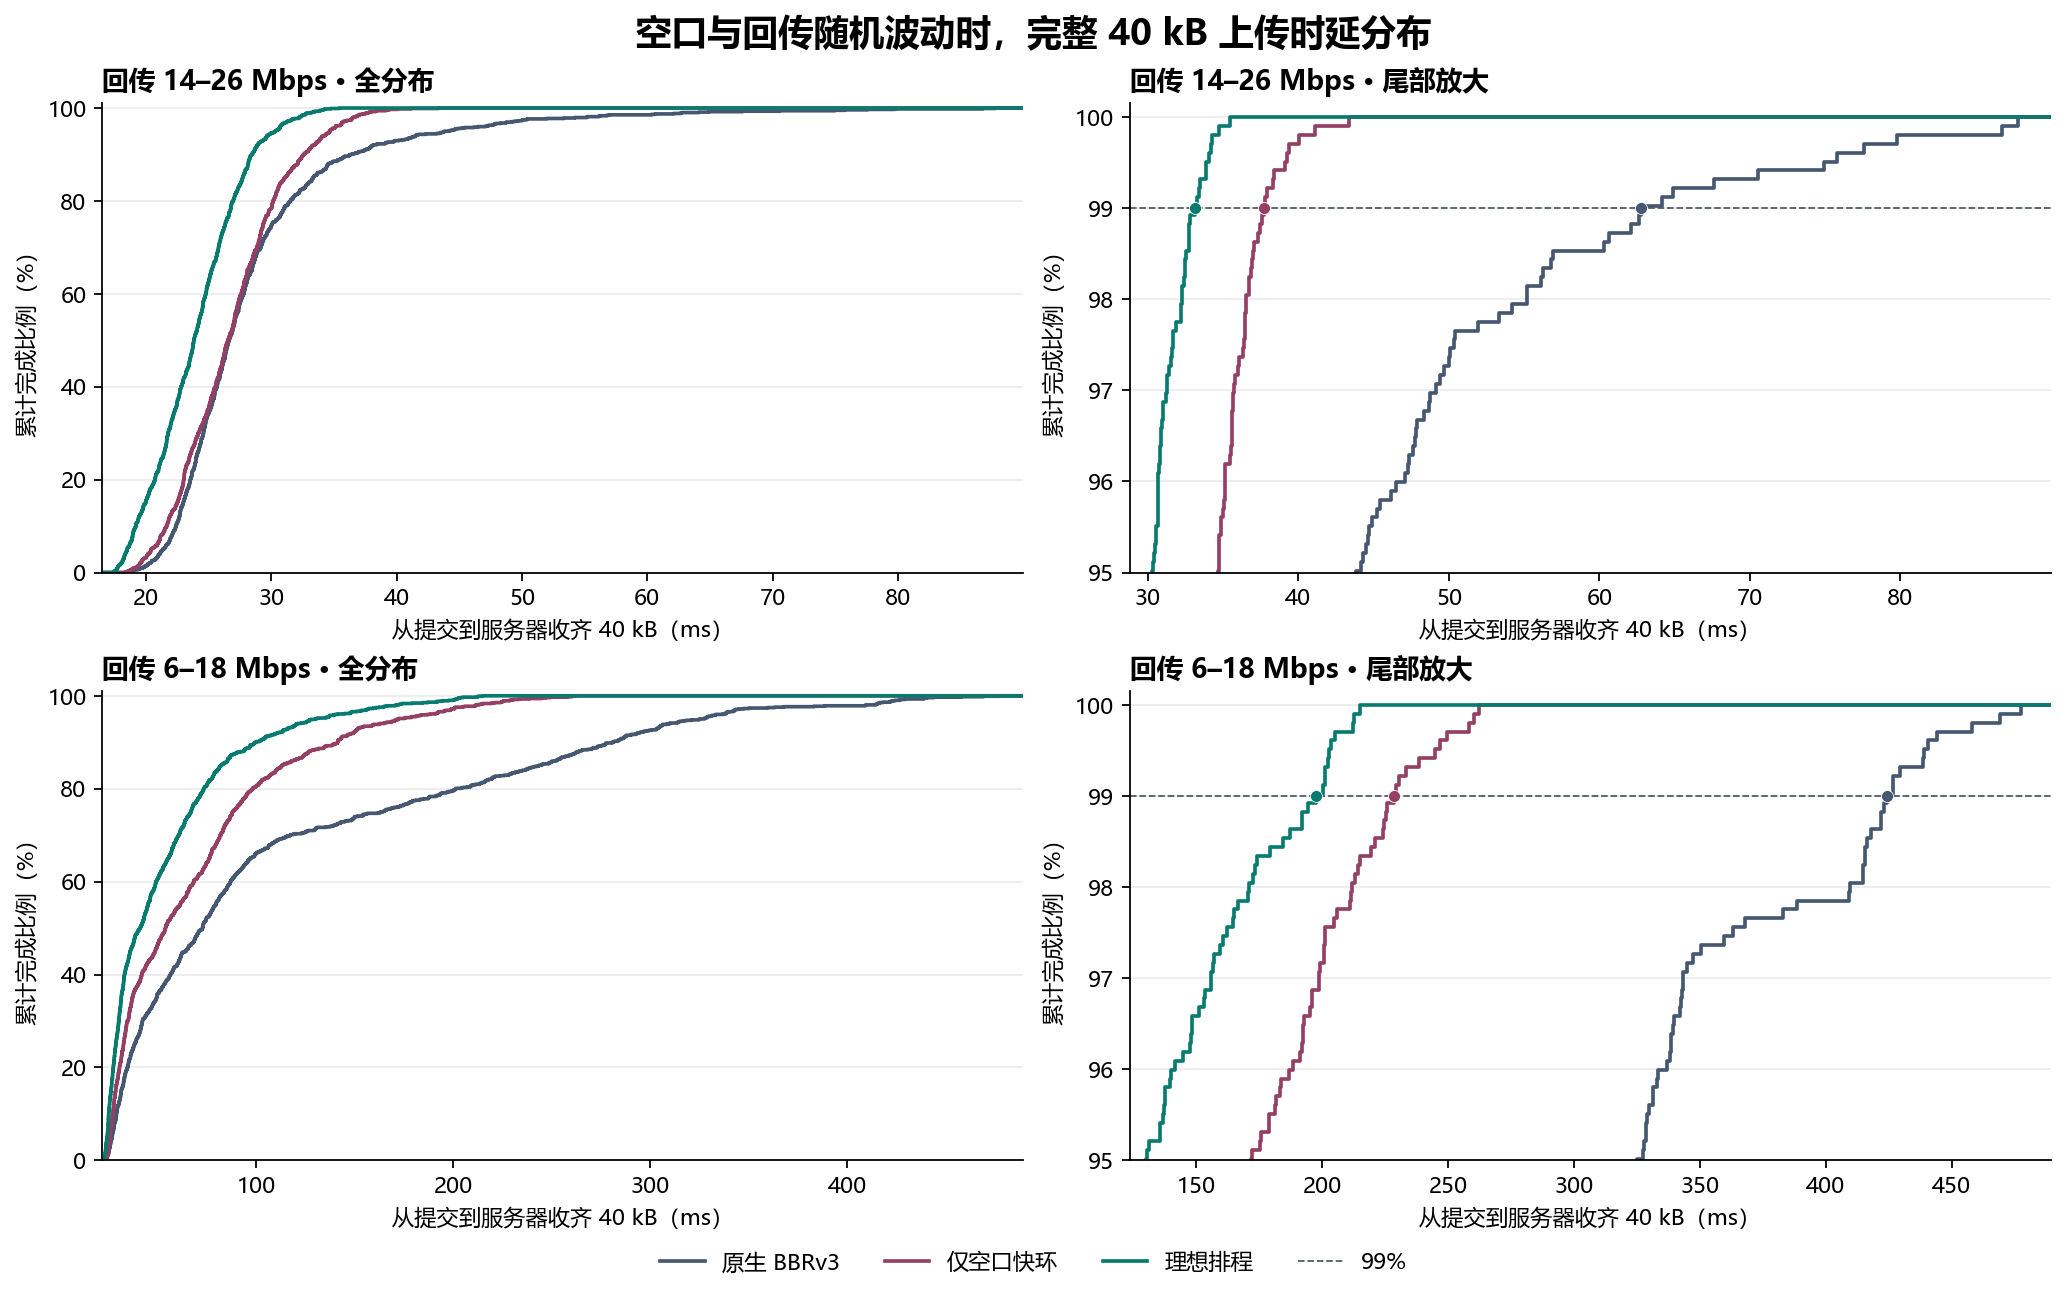 空口与回传随机波动时，完整 40 kB 上传时延分布
回传 14–26 Mbps • 全分布
累计完成比例（%）
100
80
60
40
20
0
20 30 40 50 60 70 80
从提交到服务器收齐 40 kB（ms）
回传 14–26 Mbps • 尾部放大
累计完成比例（%）
100
99
98
97
96
95
30 40 50 60 70 80
从提交到服务器收齐 40 kB（ms）
回传 6–18 Mbps • 全分布
累计完成比例（%）
100
80
60
40
20
0
100 200 300 400
从提交到服务器收齐 40 kB（ms）
回传 6–18 Mbps • 尾部放大
累计完成比例（%）
100
99
98
97
96
95
150 200 250 300 350 400 450
从提交到服务器收齐 40 kB（ms）
原生 BBRv3 仅空口快环 理想排程 99%